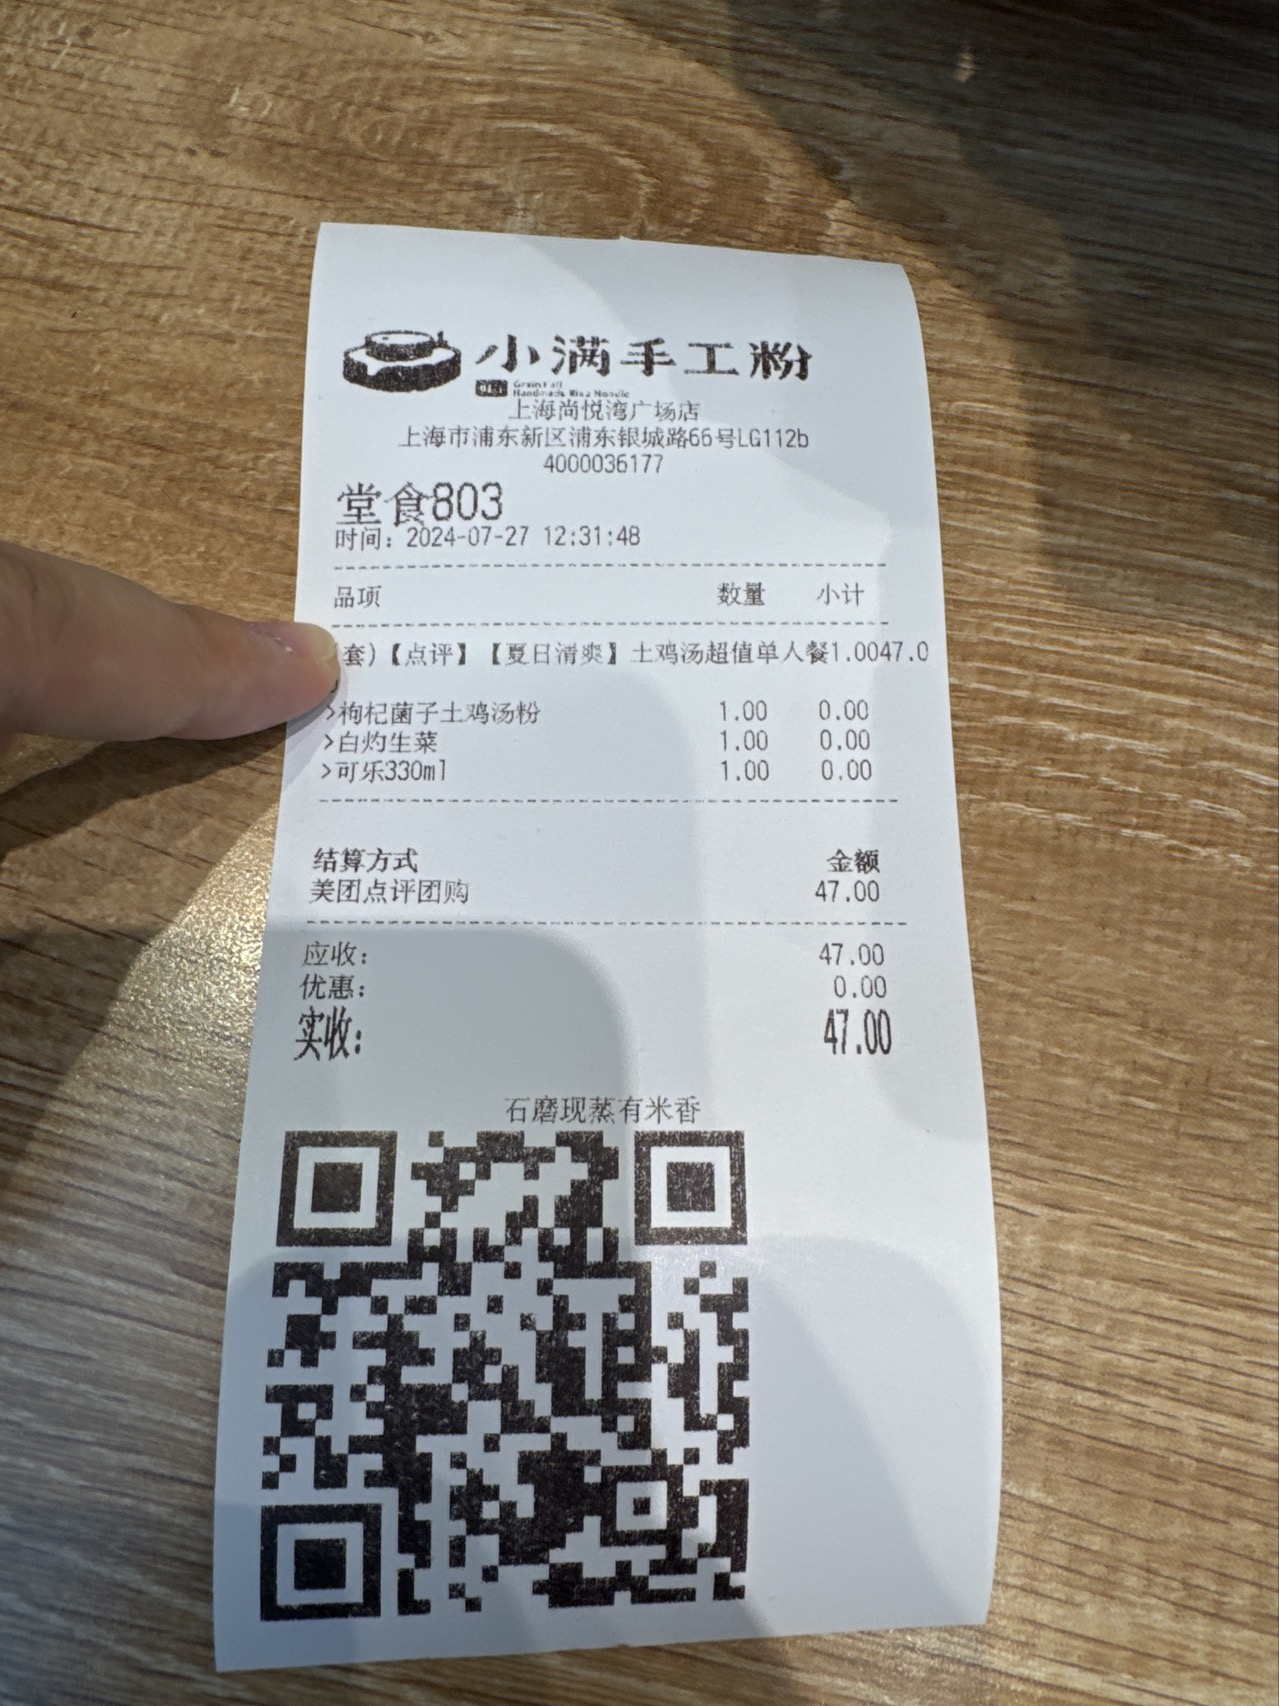 小满手工粉
Grain Full
Handmade Rice Noodle
上海尚悦湾广场店
上海市浦东新区浦东银城路66号LG112b
4000036177
堂食803
时间：2024-07-27 12:31:48
品项 数量 小计
套）【点评】【夏日清爽】土鸡汤超值单人餐1.0047.0
>枸杞菌子土鸡汤粉 1.00 0.00
>白灼生菜 1.00 0.00
>可乐330ml 1.00 0.00
结算方式 金额
美团点评团购 47.00
应收： 47.00
优惠： 0.00
实收： 47.00
石磨现蒸有米香